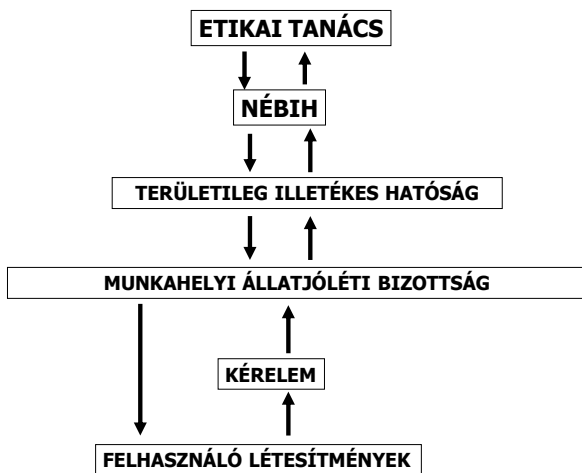 ETIKAI TANÁCS
NÉBIH
TERÜLETILEG ILLETÉKES HATÓSÁG
MUNKAHELYI ÁLLATJÓLÉTI BIZOTTSÁG
KÉRELEM
FELHASZNÁLÓ LÉTESÍTMÉNYEK